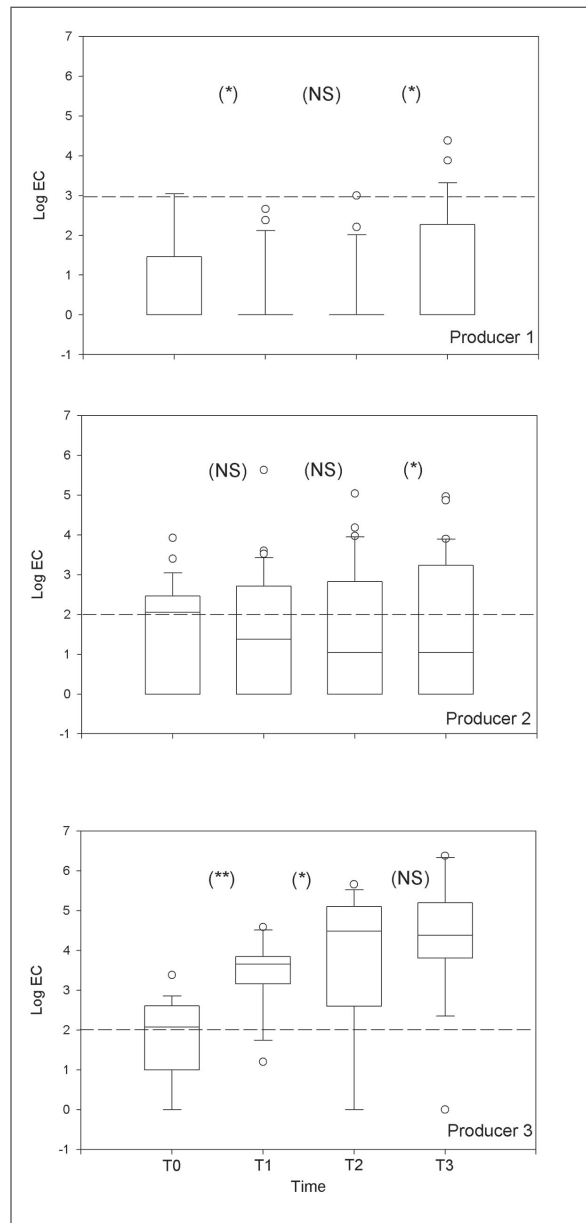 7
6
(*) (NS) (*)
5
4
Log EC
3
2
1
0
Producer 1
-1
7
6
(NS) (NS) (*)
5
4
Log EC
3
2
1
0
Producer 2
-1
7
6
(**) (*) (NS)
5
4
Log EC
3
2
1
0
Producer 3
-1
T0 T1 T2 T3
Time